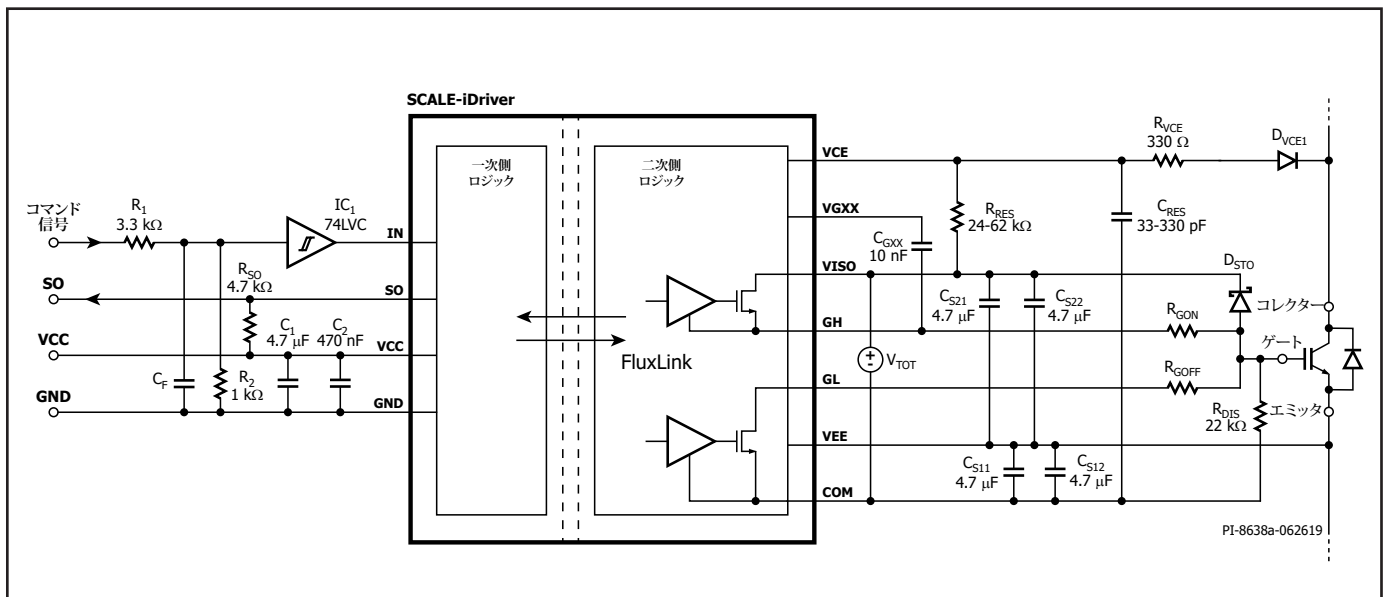 SCALE-iDriver
一次側
ロジック
二次側
ロジック
FluxLink
コマンド
信号
R1
3.3 kΩ
IC1
74LVC
IN
SO
RSO
4.7 kΩ
SO
VCC
C1
4.7 μF
C2
470 nF
VCC
CF
R2
1 kΩ
GND
GND
VCE
RVCE
330 Ω
DVCE1
VGXX
CGXX
10 nF
RRES
24-62 kΩ
CRES
33-330 pF
VISO
CS21
4.7 μF
CS22
4.7 μF
DSTO
コレクター
GH
RGON
ゲート
VTOT
GL
RGOFF
RDIS
22 kΩ
エミッタ
VEE
CS11
4.7 μF
CS12
4.7 μF
COM
PI-8638a-062619